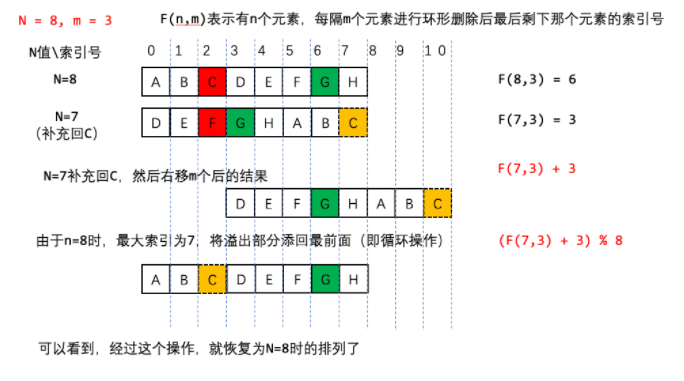 N = 8, m = 3
F(n,m)表示有n个元素，每隔m个元素进行环形删除后最后剩下那个元素的索引号
N值\索引号 0 1 2 3 4 5 6 7 8 9 10
N=8 A B C D E F G H F(8,3) = 6
N=7 D E F G H A B C F(7,3) = 3
（补充回C）
N=7补充回C，然后右移m个后的结果 F(7,3) + 3
D E F G H A B C
由于n=8时，最大索引为7，将溢出部分添回最前面（即循环操作） (F(7,3) + 3) % 8
A B C D E F G H
可以看到，经过这个操作，就恢复为N=8时的排列了